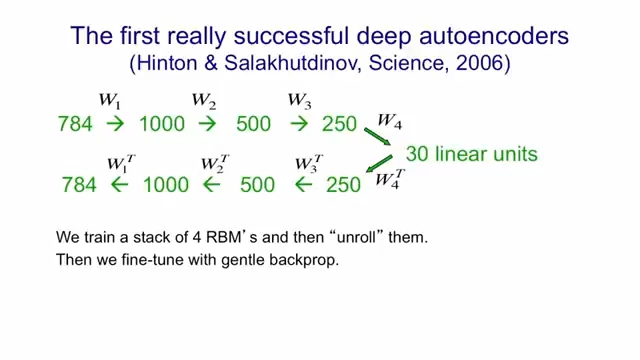 The first really successful deep autoencoders
(Hinton & Salakhutdinov, Science, 2006)
W₁ W₂ W₃
784 → 1000 → 500 → 250 W₄
30 linear units
W₁ᵀ W₂ᵀ W₃ᵀ W₄ᵀ
784 ← 1000 ← 500 ← 250
We train a stack of 4 RBM’s and then “unroll” them.
Then we fine-tune with gentle backprop.